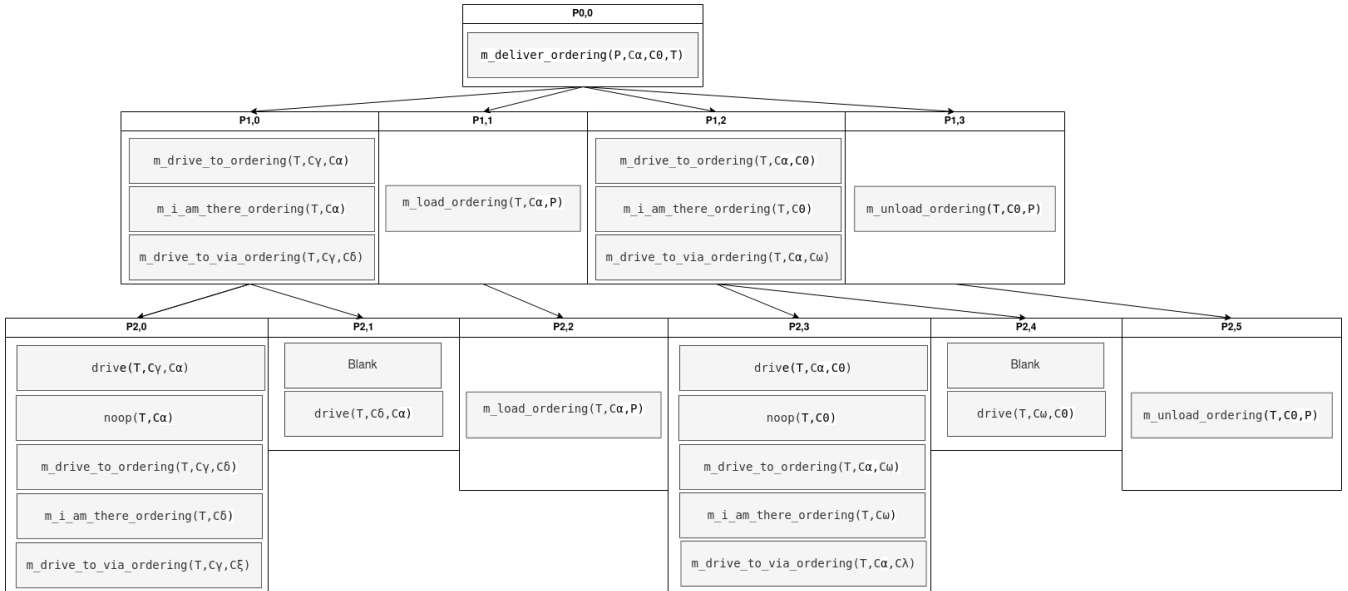 P0,0
m_deliver_ordering(P,Cα,C0,T)
P1,0
m_drive_to_ordering(T,Cγ,Cα)
m_i_am_there_ordering(T,Cα)
m_drive_to_via_ordering(T,Cγ,Cδ)
P1,1
m_load_ordering(T,Cα,P)
P1,2
m_drive_to_ordering(T,Cα,C0)
m_i_am_there_ordering(T,C0)
m_drive_to_via_ordering(T,Cα,Cω)
P1,3
m_unload_ordering(T,C0,P)
P2,0
drive(T,Cγ,Cα)
noop(T,Cα)
m_drive_to_ordering(T,Cγ,Cδ)
m_i_am_there_ordering(T,Cδ)
m_drive_to_via_ordering(T,Cγ,Cξ)
P2,1
Blank
drive(T,Cδ,Cα)
P2,2
m_load_ordering(T,Cα,P)
P2,3
drive(T,Cα,C0)
noop(T,C0)
m_drive_to_ordering(T,Cα,Cω)
m_i_am_there_ordering(T,Cω)
m_drive_to_via_ordering(T,Cα,Cλ)
P2,4
Blank
drive(T,Cω,C0)
P2,5
m_unload_ordering(T,C0,P)